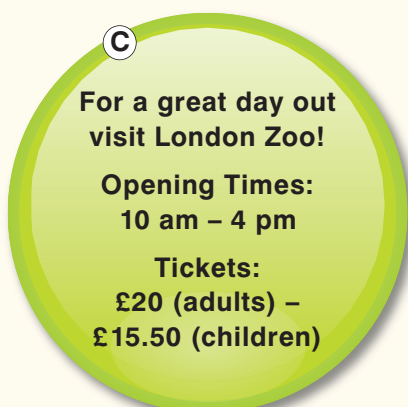 C
For a great day out
visit London Zoo!
Opening Times:
10 am – 4 pm
Tickets:
£20 (adults) –
£15.50 (children)